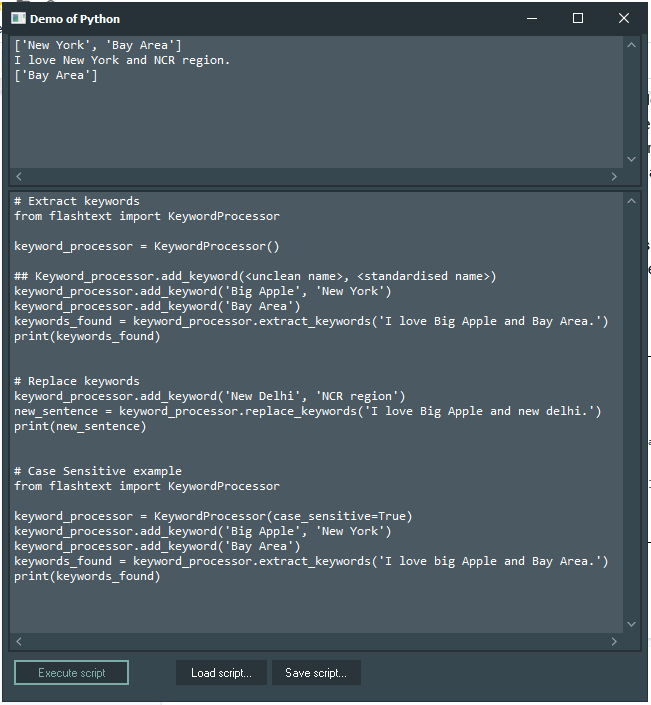 Demo of Python
['New York', 'Bay Area']
I love New York and NCR region.
['Bay Area']
# Extract keywords
from flashtext import KeywordProcessor
keyword_processor = KeywordProcessor()
## Keyword_processor.add_keyword(<unclean name>, <standardised name>)
keyword_processor.add_keyword('Big Apple', 'New York')
keyword_processor.add_keyword('Bay Area')
keywords_found = keyword_processor.extract_keywords('I love Big Apple and Bay Area.')
print(keywords_found)
# Replace keywords
keyword_processor.add_keyword('New Delhi', 'NCR region')
new_sentence = keyword_processor.replace_keywords('I love Big Apple and new delhi.')
print(new_sentence)
# Case Sensitive example
from flashtext import KeywordProcessor
keyword_processor = KeywordProcessor(case_sensitive=True)
keyword_processor.add_keyword('Big Apple', 'New York')
keyword_processor.add_keyword('Bay Area')
keywords_found = keyword_processor.extract_keywords('I love big Apple and Bay Area.')
print(keywords_found)
Execute script Load script... Save script...